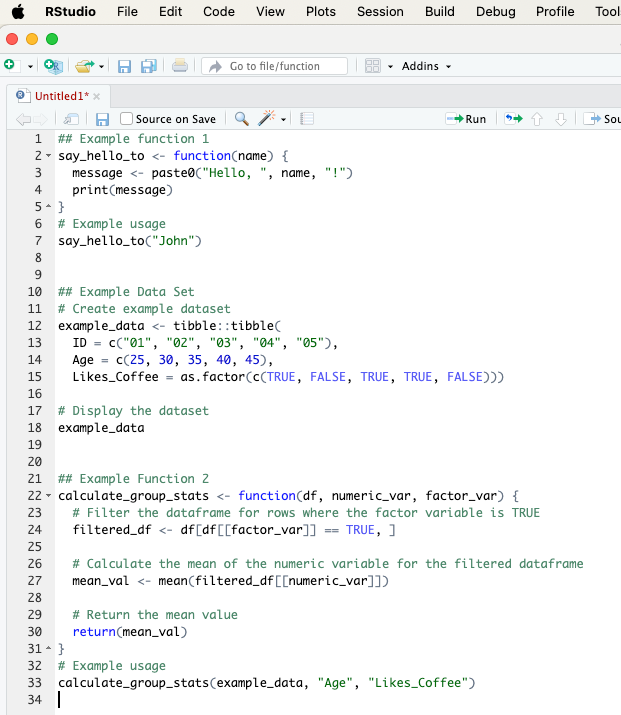 RStudio File Edit Code View Plots Session Build Debug Profile Tool
Go to file/function Addins
Untitled1*
Source on Save Run Sou
1 ## Example function 1
2 say_hello_to <- function(name) {
3   message <- paste0("Hello, ", name, "!")
4   print(message)
5 }
6 # Example usage
7 say_hello_to("John")
8
9
10 ## Example Data Set
11 # Create example dataset
12 example_data <- tibble::tibble(
13   ID = c("01", "02", "03", "04", "05"),
14   Age = c(25, 30, 35, 40, 45),
15   Likes_Coffee = as.factor(c(TRUE, FALSE, TRUE, TRUE, FALSE)))
16
17 # Display the dataset
18 example_data
19
20
21 ## Example Function 2
22 calculate_group_stats <- function(df, numeric_var, factor_var) {
23   # Filter the dataframe for rows where the factor variable is TRUE
24   filtered_df <- df[df[[factor_var]] == TRUE, ]
25
26   # Calculate the mean of the numeric variable for the filtered dataframe
27   mean_val <- mean(filtered_df[[numeric_var]])
28
29   # Return the mean value
30   return(mean_val)
31 }
32 # Example usage
33 calculate_group_stats(example_data, "Age", "Likes_Coffee")
34